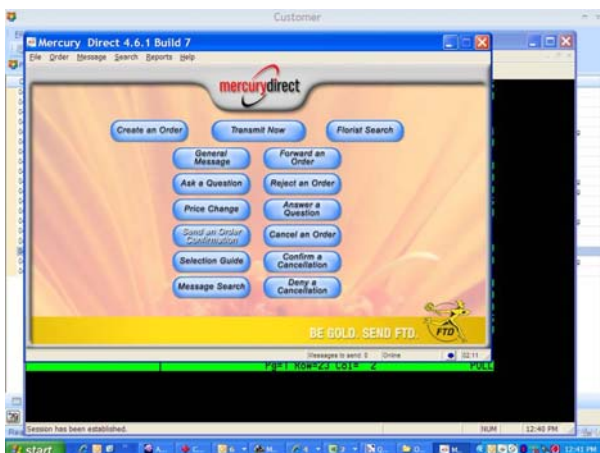 Customer
Mercury Direct 4.6.1 Build 7
File Order Message Search Reports Help
mercurydirect
Create an Order
Transmit Now
Florist Search
General
Message
Forward an
Order
Ask a Question
Reject an Order
Price Change
Answer a
Question
Send an Order
Confirmation
Cancel an Order
Selection Guide
Confirm a
Cancellation
Message Search
Deny a
Cancellation
BE GOLD. SEND FTD.
FTD
Messages to send: 0 Online 02:11
Pg=1 Row=23 Col= 2 POLL
Session has been established. NUM 12:40 PM
start 12:41 PM